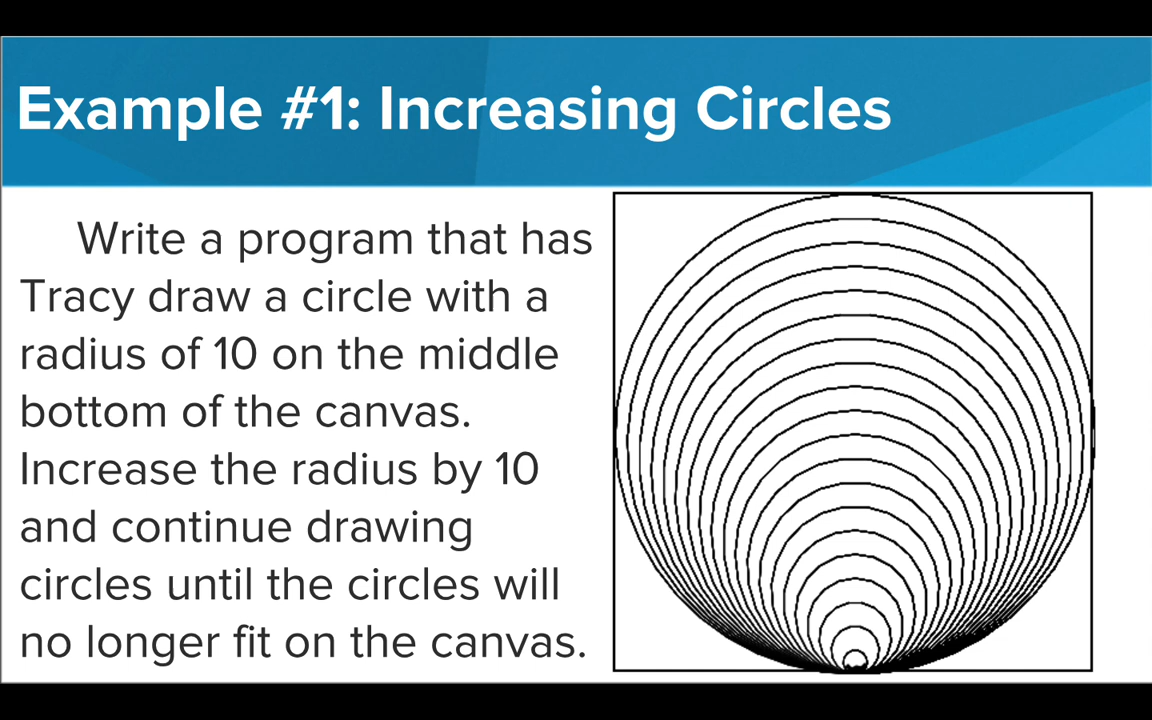 Example #1: Increasing Circles
Write a program that has
Tracy draw a circle with a
radius of 10 on the middle
bottom of the canvas.
Increase the radius by 10
and continue drawing
circles until the circles will
no longer fit on the canvas.